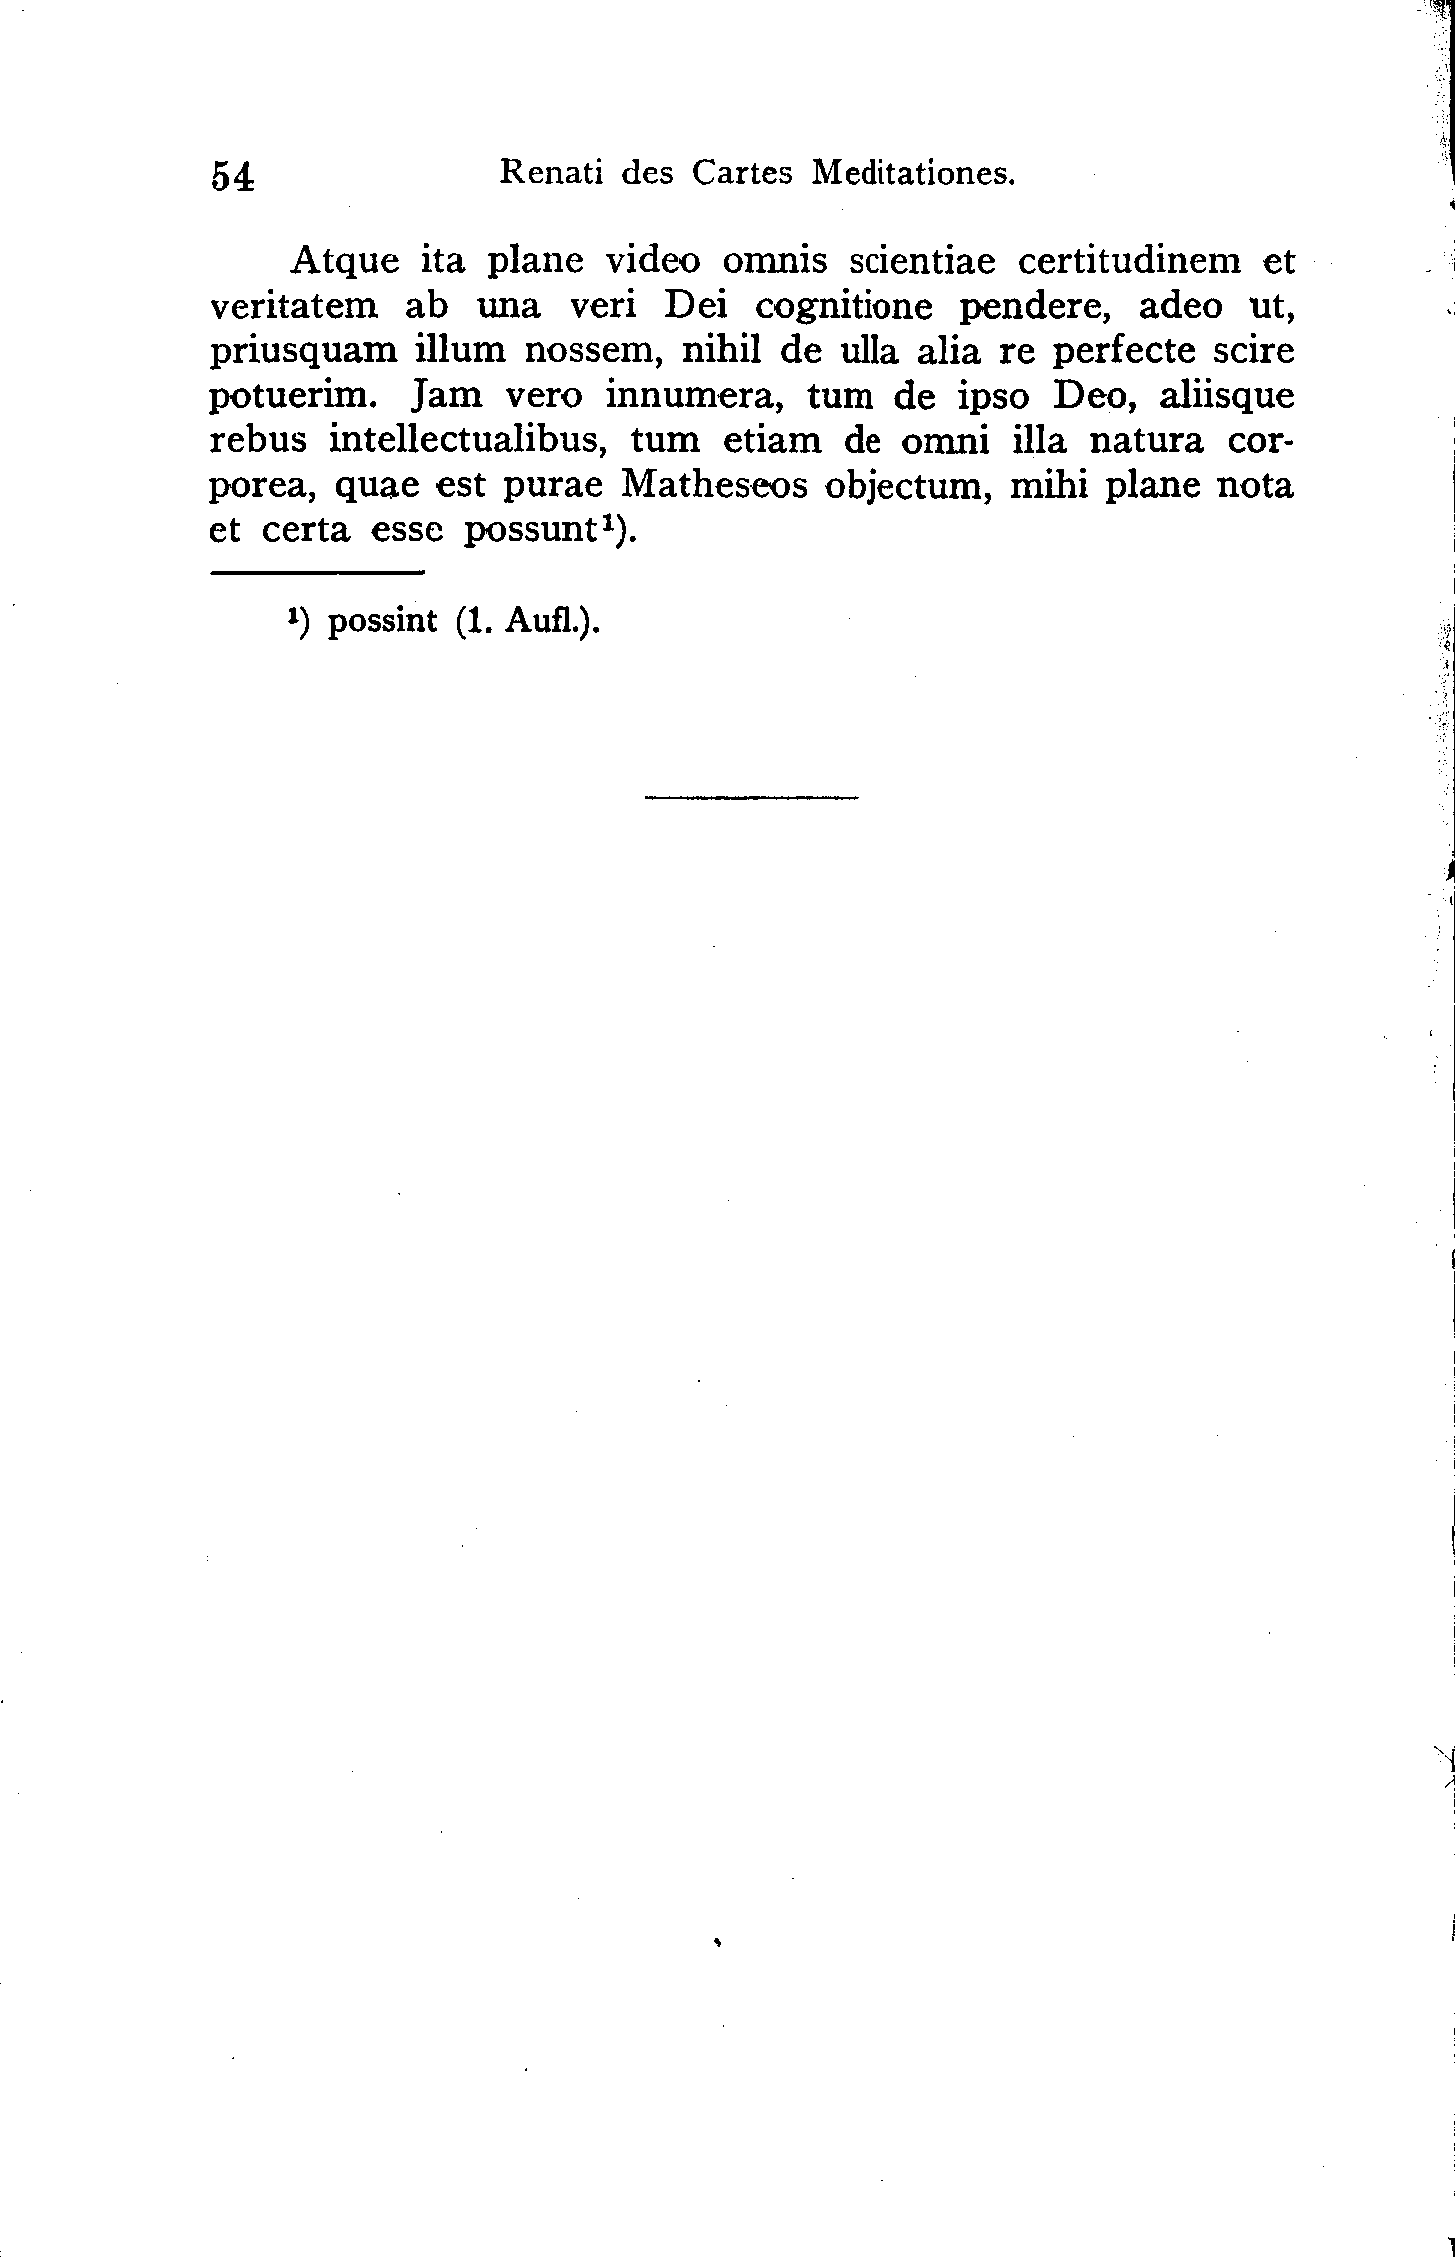 54 Renati des Cartes Meditationes.
Atque ita plane video omnis scientiae certitudinem et
veritatem ab una veri Dei cognitione pendere, adeo ut,
priusquam illum nossem, nihil de ulla alia re perfecte scire
potuerim. Jam vero innumera, tum de ipso Deo, aliisque
rebus intellectualibus, tum etiam de omni illa natura cor-
porea, quae est purae Matheseos objectum, mihi plane nota
et certa esse possunt¹).
¹) possint (1. Aufl.).